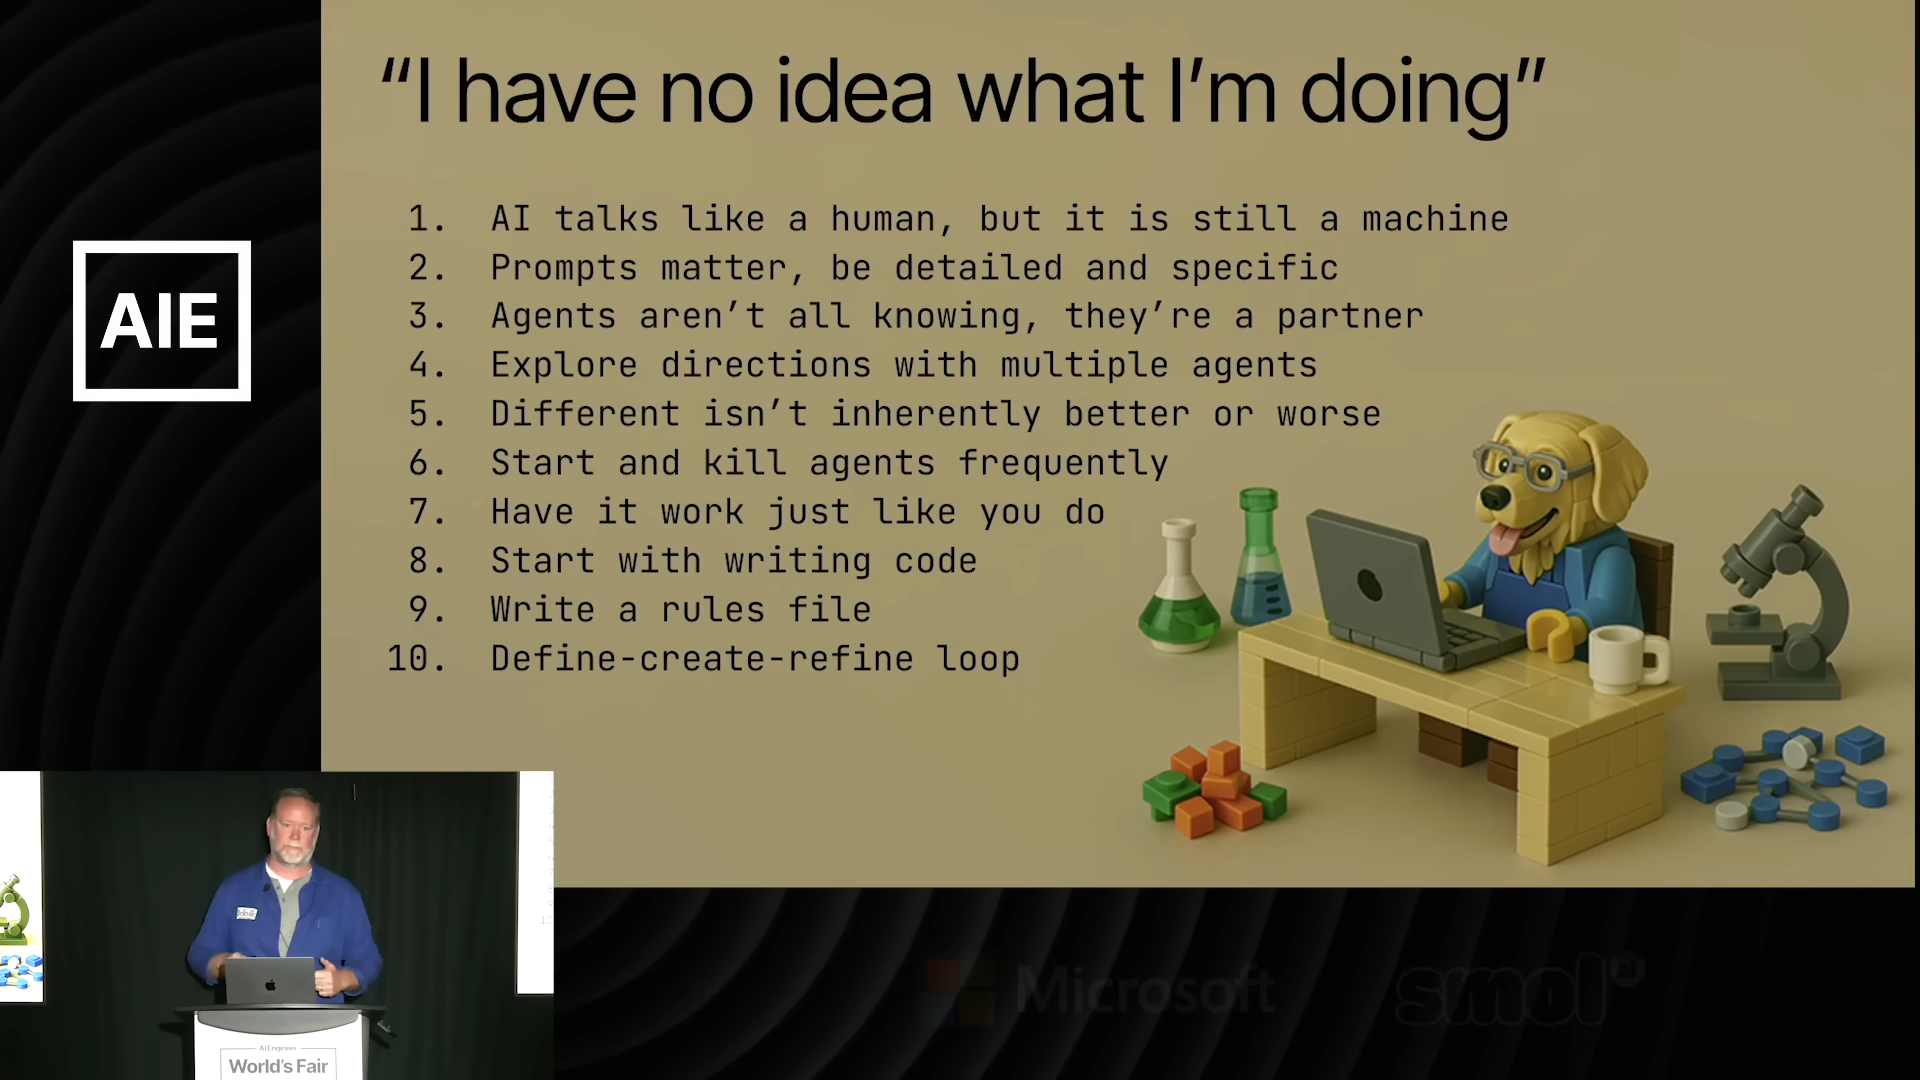 “I have no idea what I’m doing”
1. AI talks like a human, but it is still a machine
2. Prompts matter, be detailed and specific
3. Agents aren’t all knowing, they’re a partner
4. Explore directions with multiple agents
5. Different isn’t inherently better or worse
6. Start and kill agents frequently
7. Have it work just like you do
8. Start with writing code
9. Write a rules file
10. Define-create-refine loop
AIE
AI Engineer
World’s Fair
Microsoft
smol